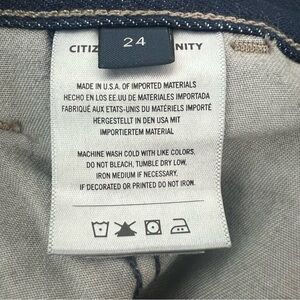 24
CITIZ NITY
MADE IN U.S.A. OF IMPORTED MATERIALS
HECHO EN LOS EE.UU DE MATERIALES IMPORTADA
FABRIQUÉ AUX ETATS-UNIS DU MATÉRIELS IMPORTÉ
HERGESTELLT IN DEN USA MIT
IMPORTIERTEM MATERIAL
MACHINE WASH COLD WITH LIKE COLORS.
DO NOT BLEACH, TUMBLE DRY LOW.
IRON MEDIUM IF NECESSARY.
IF DECORATED OR PRINTED DO NOT IRON.